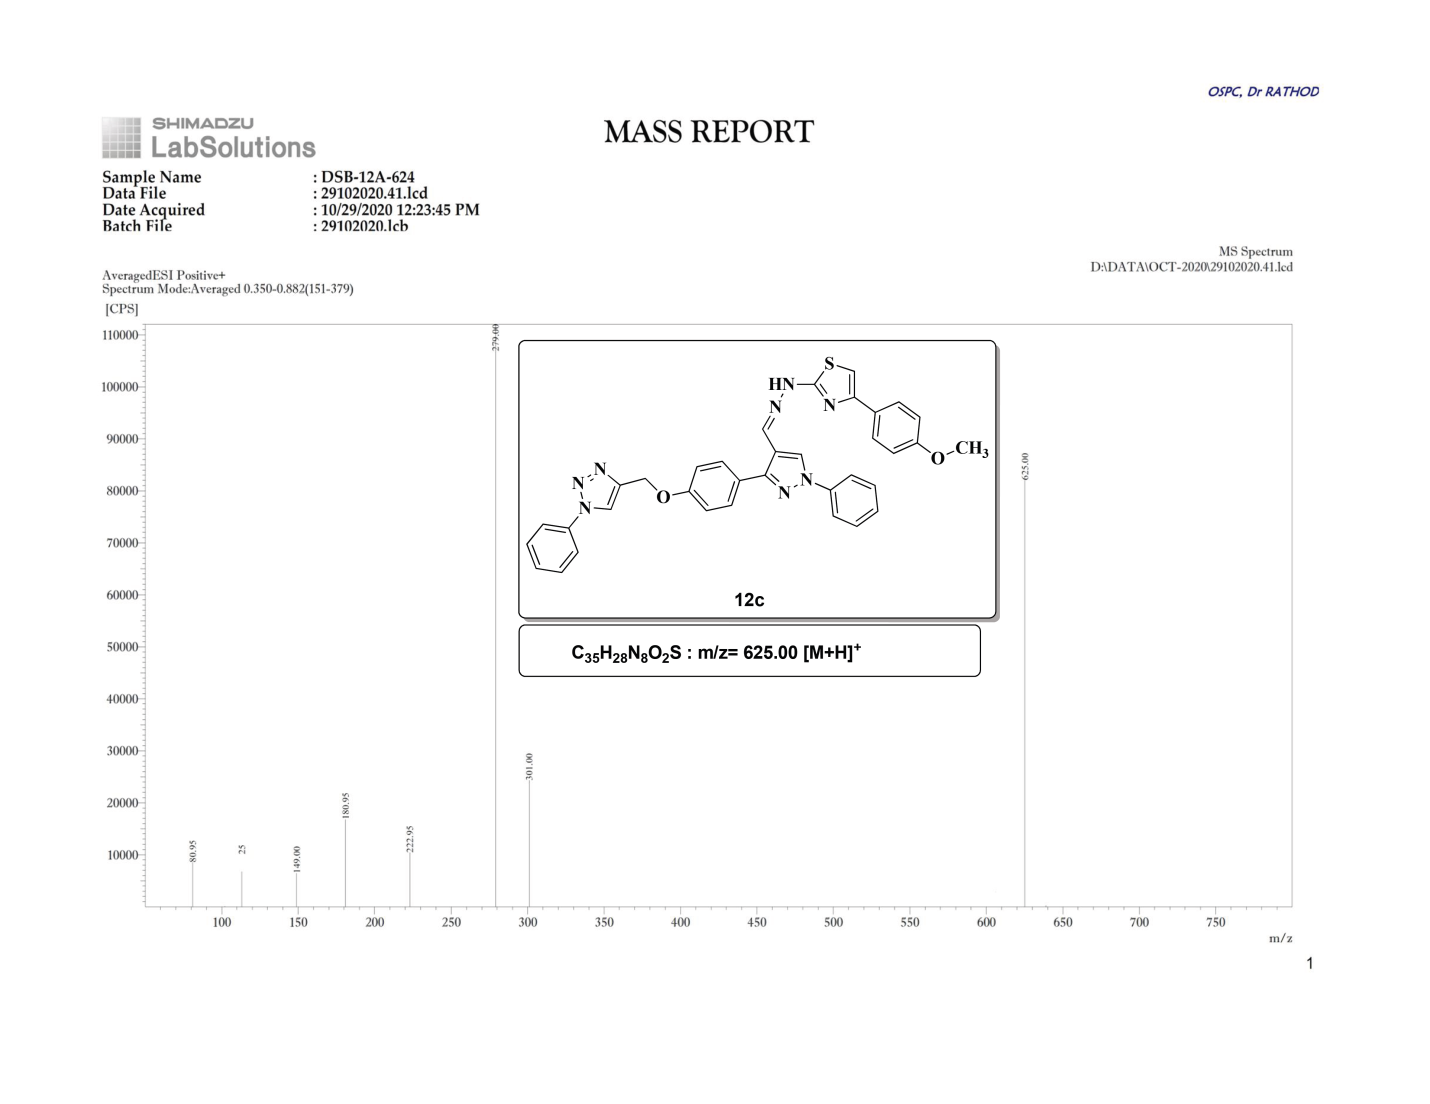 OSPC, Dr RATHOD
SHIMADZU
LabSolutions
MASS REPORT
Sample Name : DSB-12A-624
Data File : 29102020.41.lcd
Date Acquired : 10/29/2020 12:23:45 PM
Batch File : 29102020.lcb
MS Spectrum
D:\DATA\OCT-2020\29102020.41.lcd
AveragedESI Positive+
Spectrum Mode:Averaged 0.350-0.882(151-379)
[CPS]
110000
100000
90000
80000
70000
60000
50000
40000
30000
20000
10000
80.95
25
149.00
180.95
222.95
279.00
301.00
625.00
S
HN
N
N
O
CH3
N
N
N
O
N
N
12c
C35H28N8O2S : m/z= 625.00 [M+H]+
100 150 200 250 300 350 400 450 500 550 600 650 700 750
m/z
1